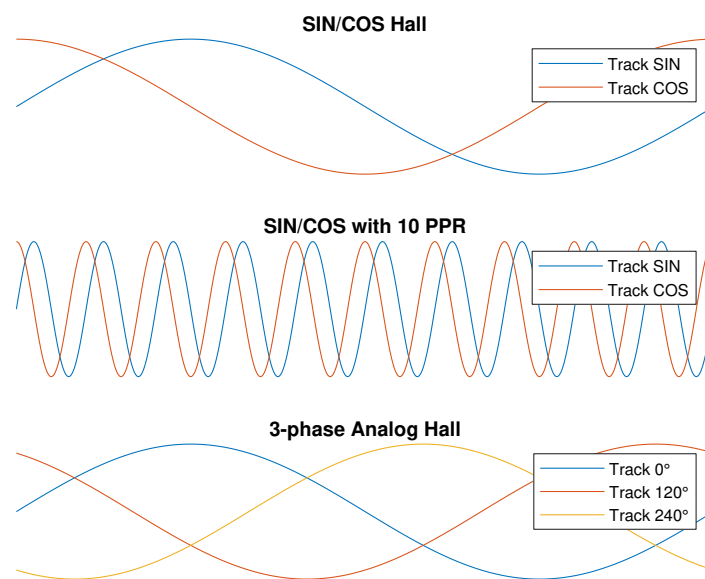 SIN/COS Hall
Track SIN
Track COS
SIN/COS with 10 PPR
Track SIN
Track COS
3-phase Analog Hall
Track 0°
Track 120°
Track 240°